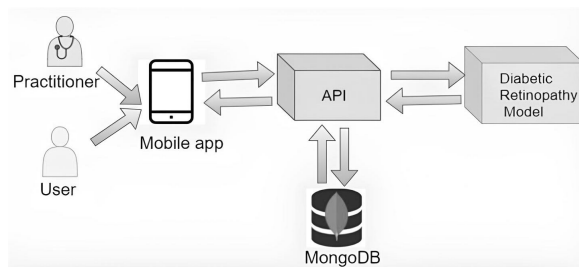 Practitioner
User
Mobile app
API
Diabetic
Retinopathy
Model
MongoDB